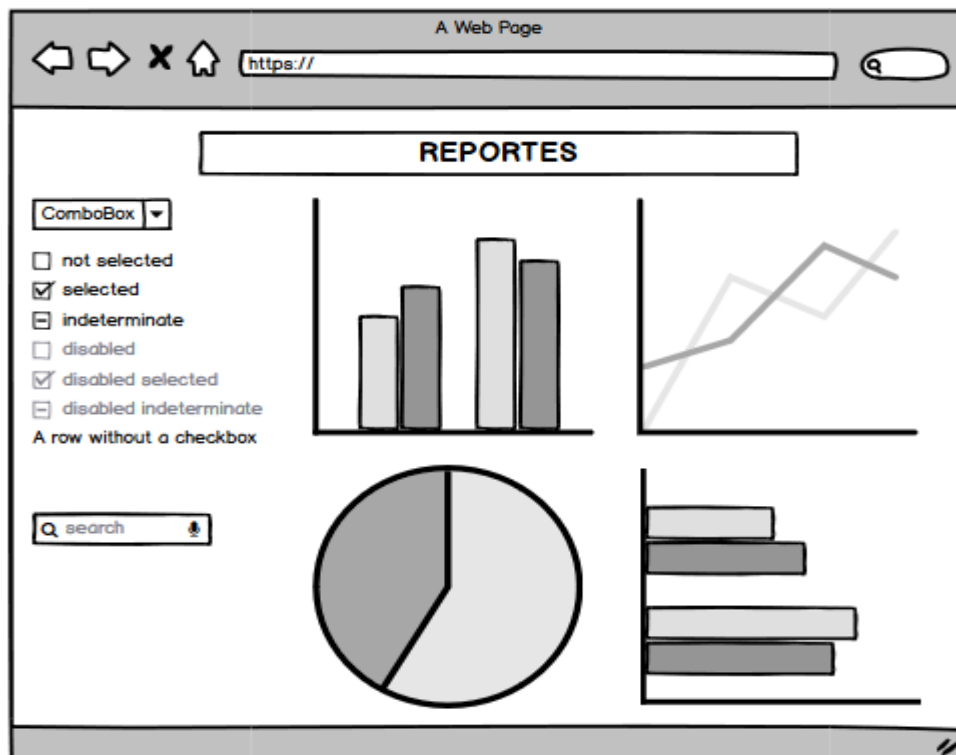 A Web Page
https://
REPORTES
ComboBox
not selected
selected
indeterminate
disabled
disabled selected
disabled indeterminate
A row without a checkbox
search